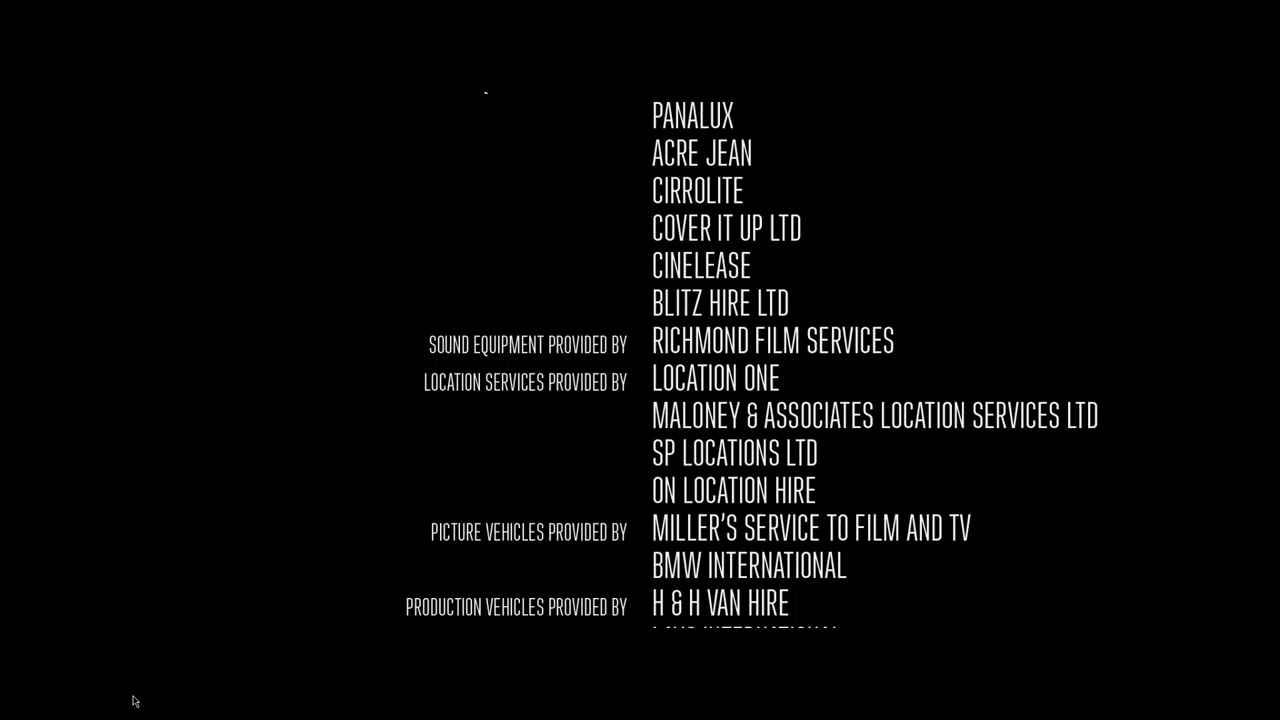 PANALUX
ACRE JEAN
CIRROLITE
COVER IT UP LTD
CINELEASE
BLITZ HIRE LTD
SOUND EQUIPMENT PROVIDED BY RICHMOND FILM SERVICES
LOCATION SERVICES PROVIDED BY LOCATION ONE
MALONEY & ASSOCIATES LOCATION SERVICES LTD
SP LOCATIONS LTD
ON LOCATION HIRE
PICTURE VEHICLES PROVIDED BY MILLER'S SERVICE TO FILM AND TV
BMW INTERNATIONAL
PRODUCTION VEHICLES PROVIDED BY H & H VAN HIRE